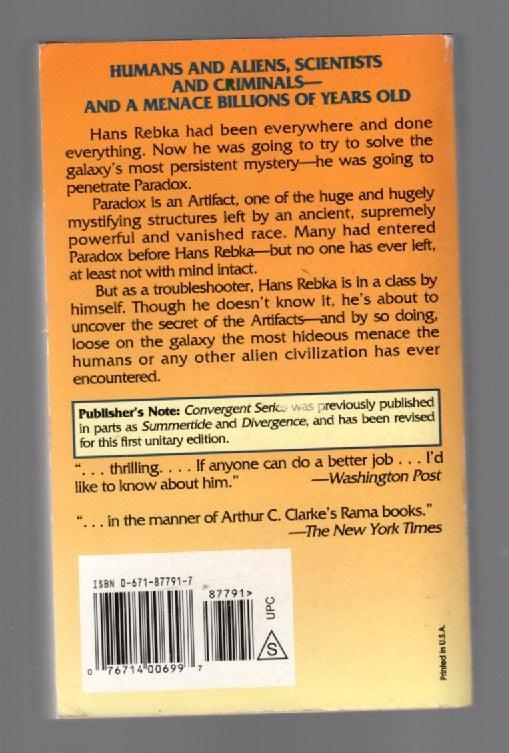 HUMANS AND ALIENS, SCIENTISTS
AND CRIMINALS—
AND A MENACE BILLIONS OF YEARS OLD
Hans Rebka had been everywhere and done
everything. Now he was going to try to solve the
galaxy's most persistent mystery—he was going to
penetrate Paradox.
Paradox is an Artifact, one of the huge and hugely
mystifying structures left by an ancient, supremely
powerful and vanished race. Many had entered
Paradox before Hans Rebka—but no one has ever left,
at least not with mind intact.
But as a troubleshooter, Hans Rebka is in a class by
himself. Though he doesn't know it, he's about to
uncover the secret of the Artifacts—and by so doing,
loose on the galaxy the most hideous menace the
humans or any other alien civilization has ever
encountered.
Publisher's Note: Convergent Series was previously published
in parts as Summertide and Divergence, and has been revised
for this first unitary edition.
". . . thrilling. . . . If anyone can do a better job . . . I'd
like to know about him." —Washington Post
". . . in the manner of Arthur C. Clarke's Rama books."
—The New York Times
ISBN 0-671-87791-7
87791>
UPC
S
0 76714 00699 7
Printed in U.S.A.